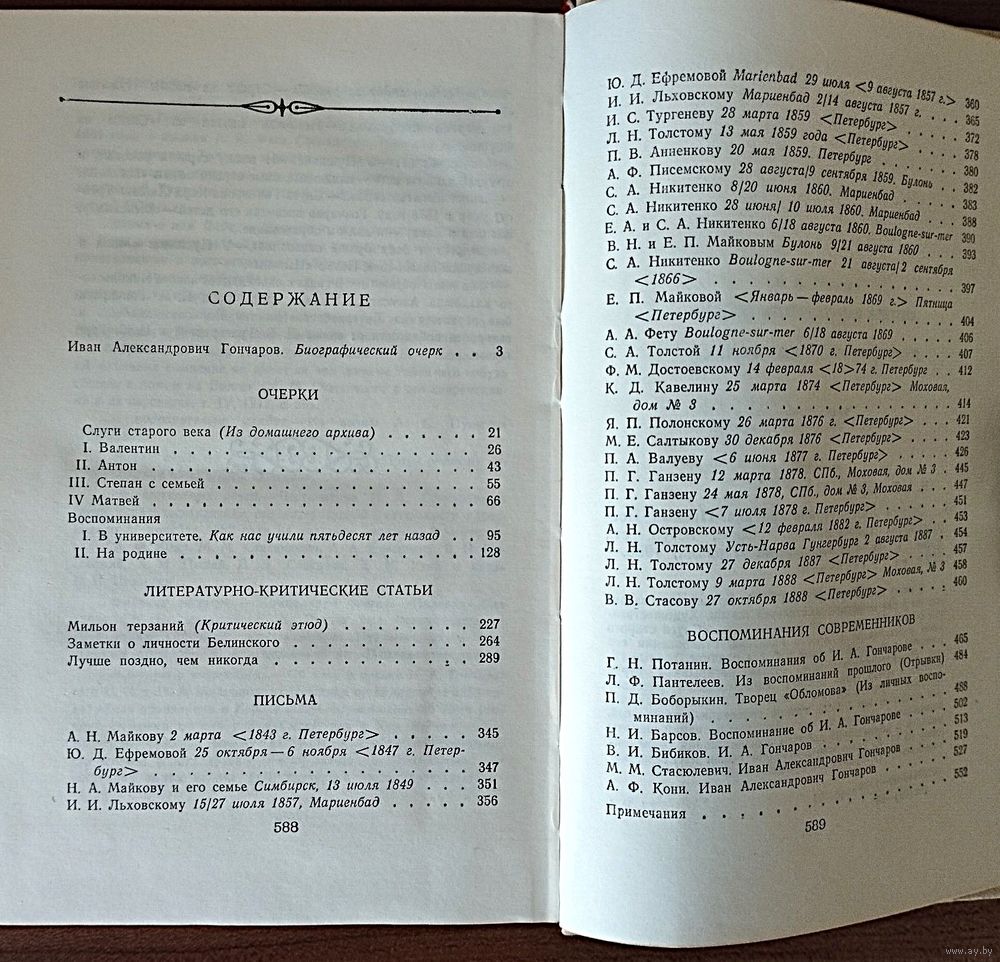 СОДЕРЖАНИЕ
Иван Александрович Гончаров. Биографический очерк . . 3
ОЧЕРКИ
Слуги старого века (Из домашнего архива) . . . . . . 21
I. Валентин . . . . . . . . . . . . . . . . . . 26
II. Антон . . . . . . . . . . . . . . . . . . . 43
III. Степан с семьей . . . . . . . . . . . . . . . 55
IV Матвей . . . . . . . . . . . . . . . . . . . 66
Воспоминания
I. В университете. Как нас учили пятьдесят лет назад . . 95
II. На родине . . . . . . . . . . . . . . . . . 128
ЛИТЕРАТУРНО-КРИТИЧЕСКИЕ СТАТЬИ
Мильон терзаний (Критический этюд) . . . . . . . . 227
Заметки о личности Белинского . . . . . . . . . . . 264
Лучше поздно, чем никогда . . . . . . . . . . . . 289
ПИСЬМА
А. Н. Майкову 2 марта <1843 г. Петербург> . . . . . 345
Ю. Д. Ефремовой 25 октября — 6 ноября <1847 г. Петер-
бург> . . . . . . . . . . . . . . . . . . . 347
Н. А. Майкову и его семье Симбирск, 13 июля 1849 . . . 351
И. И. Льховскому 15/27 июля 1857, Мариенбад . . . . . 356
588
Ю. Д. Ефремовой Marienbad 29 июля <9 августа 1857 г.> 360
И. И. Льховскому Мариенбад 2/14 августа 1857 г. . . . . 365
И. С. Тургеневу 28 марта 1859 <Петербург> . . . . 372
Л. Н. Толстому 13 мая 1859 года <Петербург> . . . . 378
П. В. Анненкову 20 мая 1859. Петербург . . . . . 380
А. Ф. Писемскому 28 августа/9 сентября 1859. Булонь . . 382
С. А. Никитенко 8/20 июня 1860. Мариенбад . . . . 383
С. А. Никитенко 28 июня/ 10 июля 1860. Мариенбад . . . 388
Е. А. и С. А. Никитенко 6/18 августа 1860. Boulogne-sur-mer 390
В. Н. и Е. П. Майковым Булонь 9/21 августа 1860 . . . 393
С. А. Никитенко Boulogne-sur-mer 21 августа/2 сентября
<1866> . . . . . . . . . . . . . . . . 397
Е. П. Майковой <Январь — февраль 1869 г.> Пятница
<Петербург> . . . . . . . . . . . . . . 404
А. А. Фету Boulogne-sur-mer 6/18 августа 1869 . . . . 406
С. А. Толстой 11 ноября <1870 г. Петербург> . . . . 407
Ф. М. Достоевскому 14 февраля <18>74 г. Петербург . . 412
К. Д. Кавелину 25 марта 1874 <Петербург> Моховая,
дом № 3 . . . . . . . . . . . . . . . 414
Я. П. Полонскому 26 марта 1876 г. <Петербург> . . . 421
М. Е. Салтыкову 30 декабря 1876 <Петербург> . . . . 423
П. А. Валуеву <6 июня 1877 г. Петербург> . . . . . 426
П. Г. Ганзену 12 марта 1878. СПб., Моховая, дом № 3 . 445
П. Г. Ганзену 24 мая 1878, СПб., дом № 3, Моховая . . . 447
П. Г. Ганзену <7 июля 1878 г. Петербург> . . . . . 451
А. Н. Островскому <12 февраля 1882 г. Петербург> . . 453
Л. Н. Толстому Усть-Нарва Гунгербург 2 августа 1887 . 454
Л. Н. Толстому 27 декабря 1887 <Петербург> . . . . 457
Л. Н. Толстому 9 марта 1888 <Петербург> Моховая, № 3 458
В. В. Стасову 27 октября 1888 <Петербург> . . . . . 460
ВОСПОМИНАНИЯ СОВРЕМЕННИКОВ
Г. Н. Потанин. Воспоминания об И. А. Гончарове . . . 465
Л. Ф. Пантелеев. Из воспоминаний прошлого (Отрывки) 484
П. Д. Боборыкин. Творец «Обломова» (Из личных воспо-
минаний) . . . . . . . . . . . . . . . 488
Н. И. Барсов. Воспоминание об И. А. Гончарове . . . . 502
В. И. Бибиков. И. А. Гончаров . . . . . . . . . 513
М. М. Стасюлевич. Иван Александрович Гончаров . . . 519
А. Ф. Кони. Иван Александрович Гончаров . . . . . 527
Примечания . . . . . . . . . . . . . . . 552
589
www.ay.by